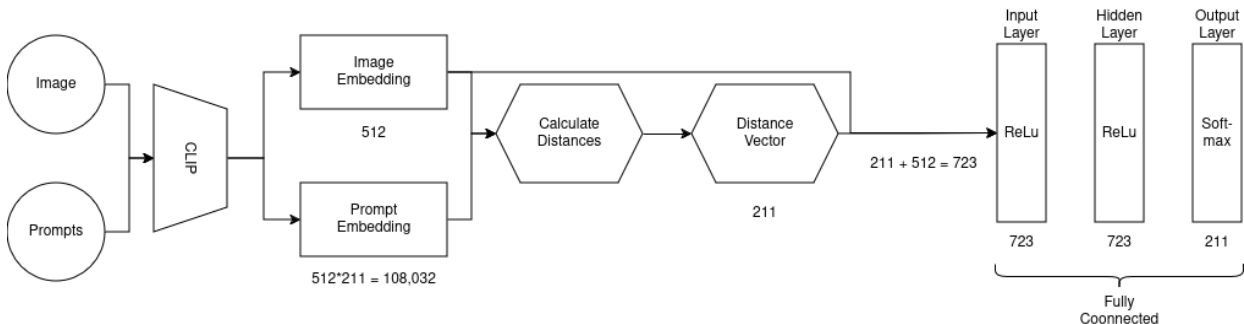 Image
Prompts
CLIP
Image
Embedding
512
Prompt
Embedding
512*211 = 108,032
Calculate
Distances
Distance
Vector
211
211 + 512 = 723
Input
Layer
ReLu
723
Hidden
Layer
ReLu
723
Output
Layer
Soft-
max
211
Fully
Coonnected